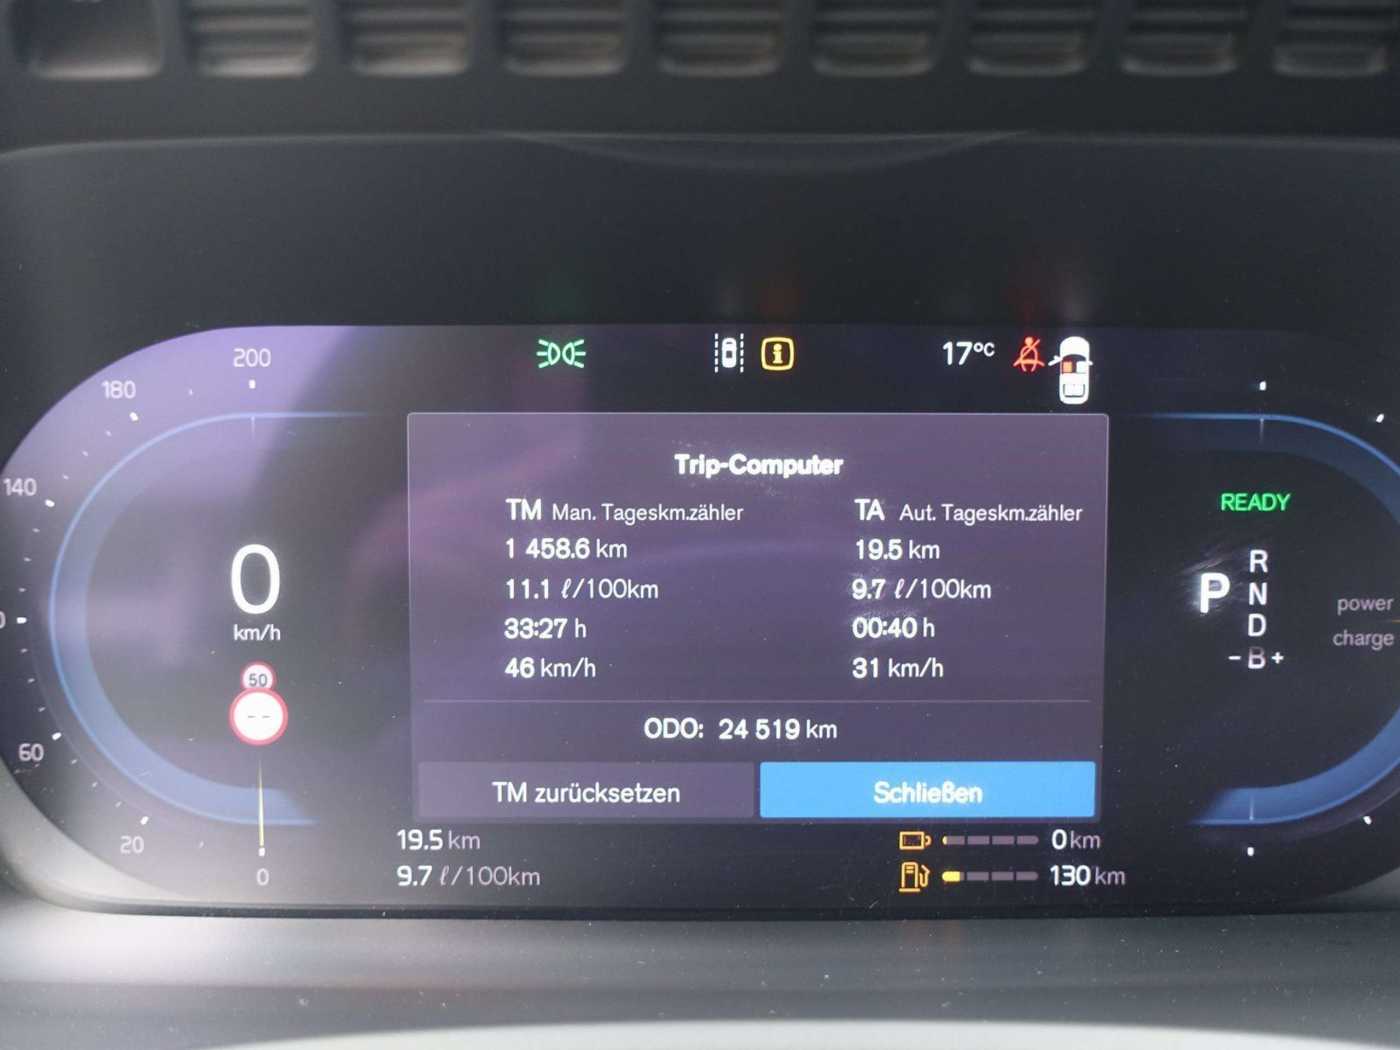 200
180
140
60
20
0
0
km/h
50
--
17°C
Trip-Computer
TM Man. Tageskm.zähler
1 458.6 km
11.1 ℓ/100km
33:27 h
46 km/h
TA Aut. Tageskm.zähler
19.5 km
9.7 ℓ/100km
00:40 h
31 km/h
ODO: 24 519 km
TM zurücksetzen
Schließen
19.5 km
9.7 ℓ/100km
0 km
130 km
READY
P
R
N
D
- B +
power
charge